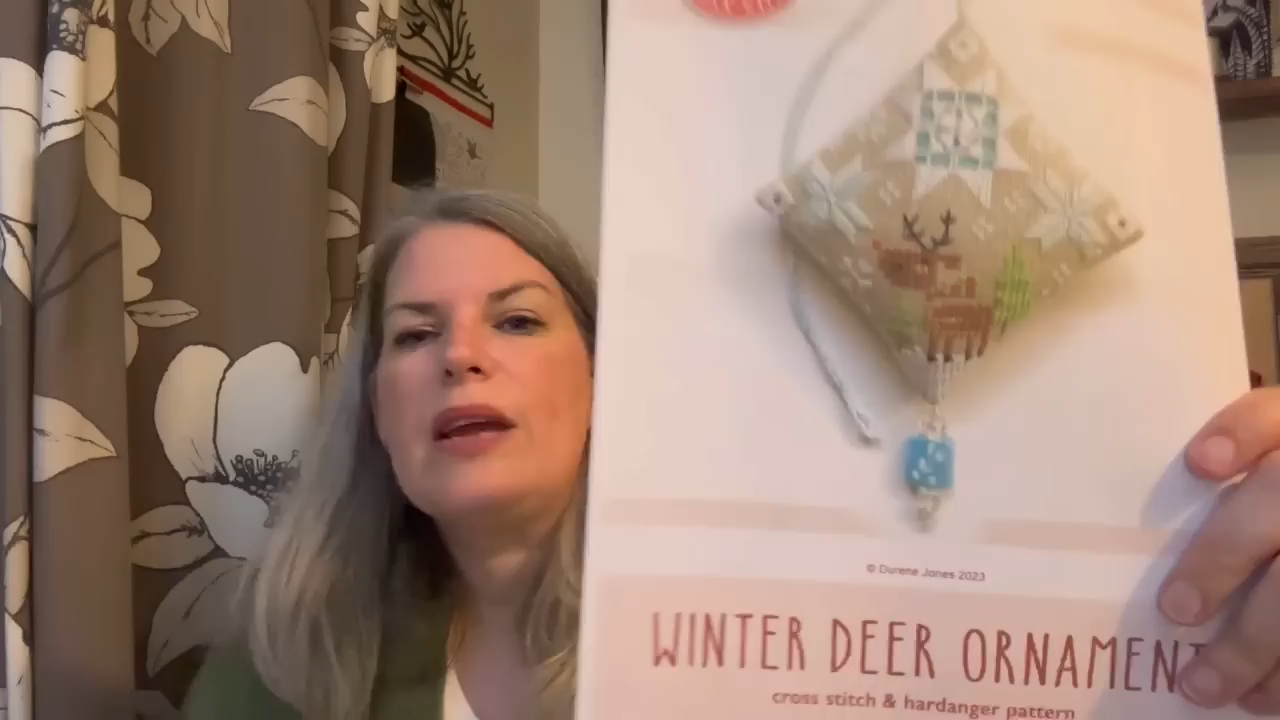 © Durene Jones 2023
WINTER DEER ORNAMENT
cross stitch & hardanger pattern